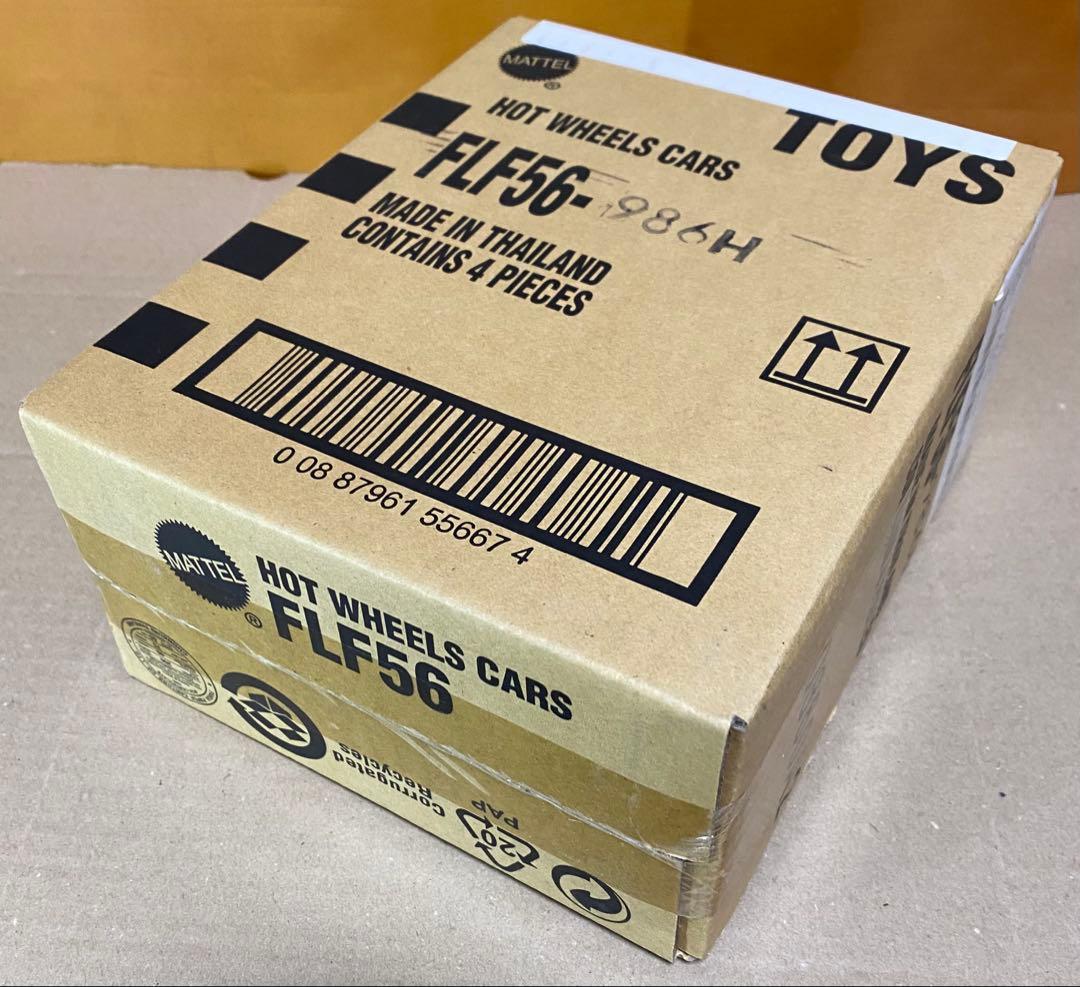 MATTEL
®
TOYS
HOT WHEELS CARS
FLF56-986H
MADE IN THAILAND
CONTAINS 4 PIECES
0 08 87961 55667 4
MATTEL
®
HOT WHEELS CARS
FLF56
Corrugated
Recycles
20
PAP